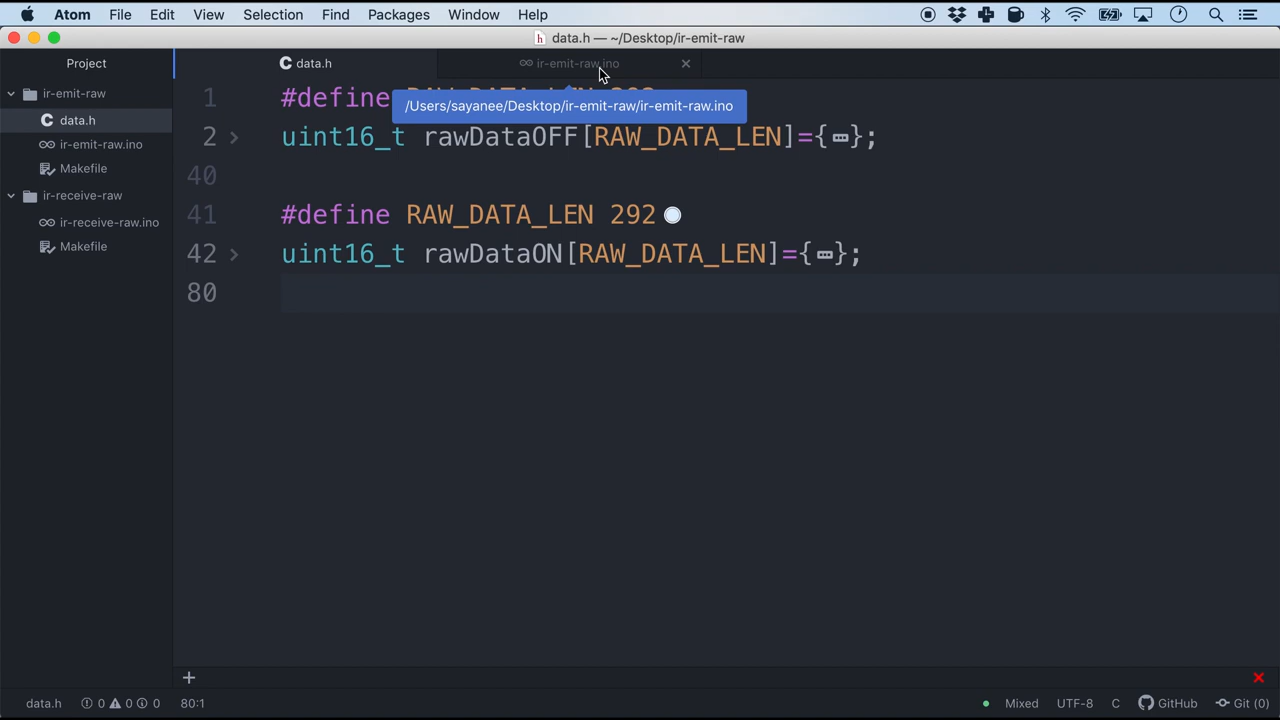 Atom File Edit View Selection Find Packages Window Help
data.h — ~/Desktop/ir-emit-raw
Project
data.h
ir-emit-raw.ino
ir-emit-raw
data.h
ir-emit-raw.ino
Makefile
ir-receive-raw
ir-receive-raw.ino
Makefile
1 #define
/Users/sayanee/Desktop/ir-emit-raw/ir-emit-raw.ino
2 uint16_t rawDataOFF[RAW_DATA_LEN]={};
40
41 #define RAW_DATA_LEN 292
42 uint16_t rawDataON[RAW_DATA_LEN]={};
80
data.h 0 0 0 80:1
Mixed UTF-8 C GitHub Git (0)